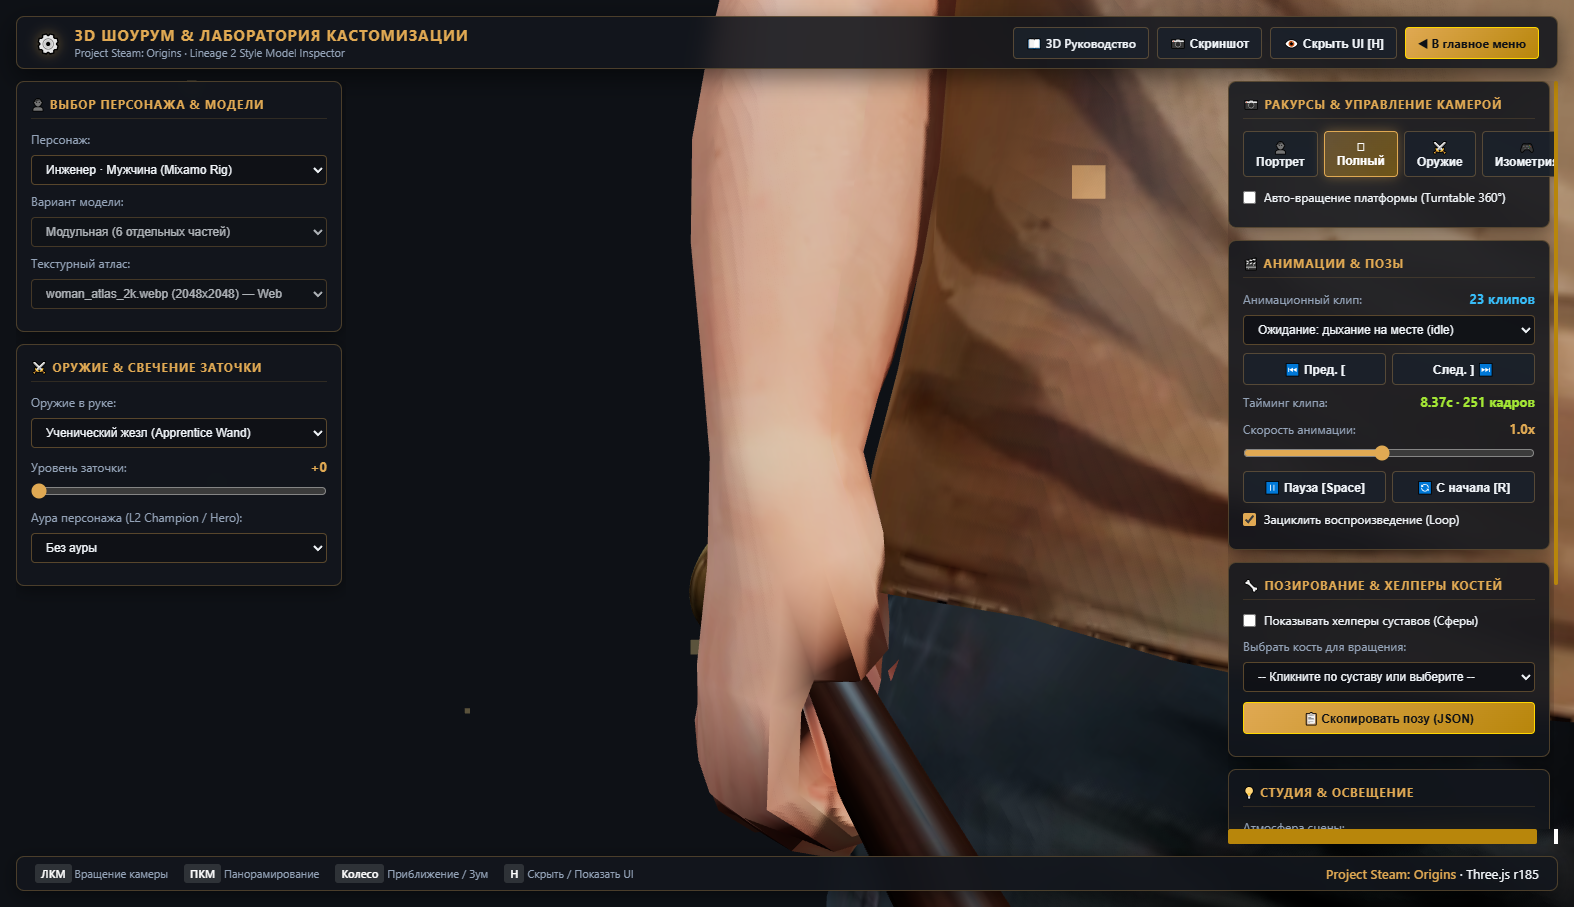 3D ШОУРУМ & ЛАБОРАТОРИЯ КАСТОМИЗАЦИИ
Project Steam: Origins · Lineage 2 Style Model Inspector
3D Руководство
Скриншот
Скрыть UI [H]
◀ В главное меню
ВЫБОР ПЕРСОНАЖА & МОДЕЛИ
Персонаж:
Инженер · Мужчина (Mixamo Rig)
Вариант модели:
Модульная (6 отдельных частей)
Текстурный атлас:
woman_atlas_2k.webp (2048x2048) — Web
ОРУЖИЕ & СВЕЧЕНИЕ ЗАТОЧКИ
Оружие в руке:
Ученический жезл (Apprentice Wand)
Уровень заточки:
+0
Аура персонажа (L2 Champion / Hero):
Без ауры
РАКУРСЫ & УПРАВЛЕНИЕ КАМЕРОЙ
Портрет
Полный
Оружие
Изометрия
Авто-вращение платформы (Turntable 360°)
АНИМАЦИИ & ПОЗЫ
Анимационный клип:
23 клипов
Ожидание: дыхание на месте (idle)
Пред. [
След. ]
Тайминг клипа:
8.37с · 251 кадров
Скорость анимации:
1.0x
Пауза [Space]
С начала [R]
Зациклить воспроизведение (Loop)
ПОЗИРОВАНИЕ & ХЕЛПЕРЫ КОСТЕЙ
Показывать хелперы суставов (Сферы)
Выбрать кость для вращения:
-- Кликните по суставу или выберите --
Скопировать позу (JSON)
СТУДИЯ & ОСВЕЩЕНИЕ
Атмосфера сцены:
ЛКМ Вращение камеры
ПКМ Панорамирование
Колесо Приближение / Зум
H Скрыть / Показать UI
Project Steam: Origins · Three.js r185